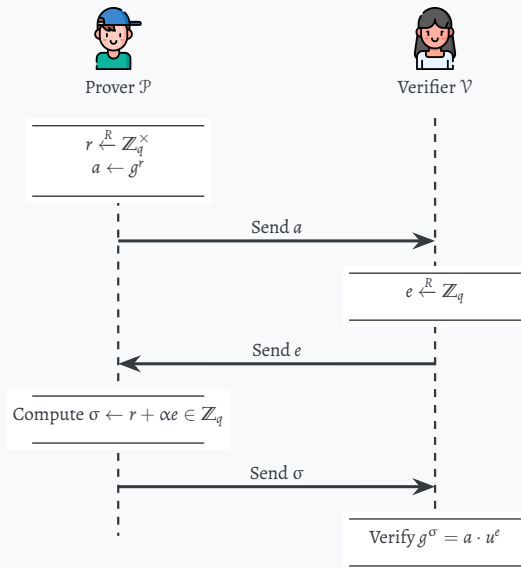 Prover 𝒫
Verifier 𝒱
r ←ᴿ ℤ_q^×
a ← g^r
Send a
e ←ᴿ ℤ_q
Send e
Compute σ ← r + αe ∈ ℤ_q
Send σ
Verify g^σ = a · u^e